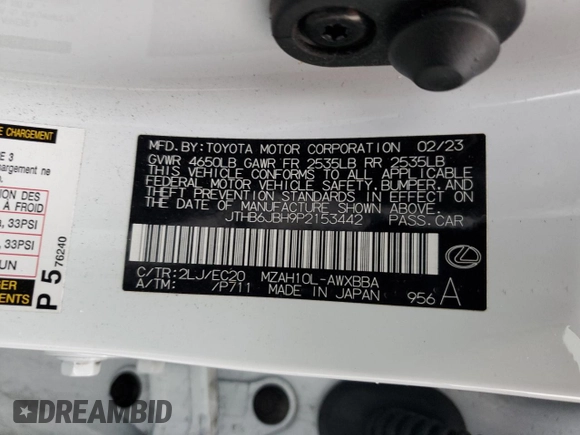 E CHARGEMENT
E 3
hargement ne
ou lb.
ION DES
À FROID
, 33PSI
, 33PSI
UN
P 5
76240
MFD.BY:TOYOTA MOTOR CORPORATION 02/23
GVWR 4650LB GAWR FR 2535LB RR 2535LB
THIS VEHICLE CONFORMS TO ALL APPLICABLE
FEDERAL MOTOR VEHICLE SAFETY, BUMPER, AND
THEFT PREVENTION STANDARDS IN EFFECT ON
THE DATE OF MANUFACTURE SHOWN ABOVE.
JTHB6JBH9P2153442 PASS.CAR
C/TR:2LJ/EC20 MZAH10L-AWXBBA
A/TM: /P711 MADE IN JAPAN 956 A
DREAMBID